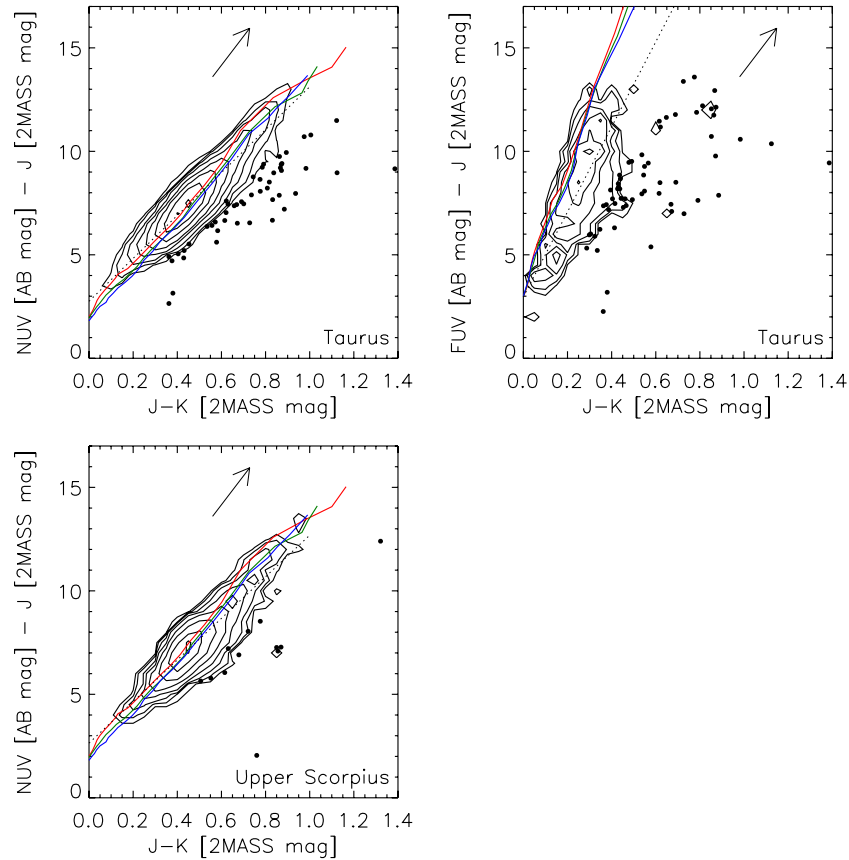 NUV [AB mag] − J [2MASS mag]
15
10
5
0
Taurus
0.0 0.2 0.4 0.6 0.8 1.0 1.2 1.4
J−K [2MASS mag]
FUV [AB mag] − J [2MASS mag]
15
10
5
0
Taurus
0.0 0.2 0.4 0.6 0.8 1.0 1.2 1.4
J−K [2MASS mag]
NUV [AB mag] − J [2MASS mag]
15
10
5
0
Upper Scorpius
0.0 0.2 0.4 0.6 0.8 1.0 1.2 1.4
J−K [2MASS mag]